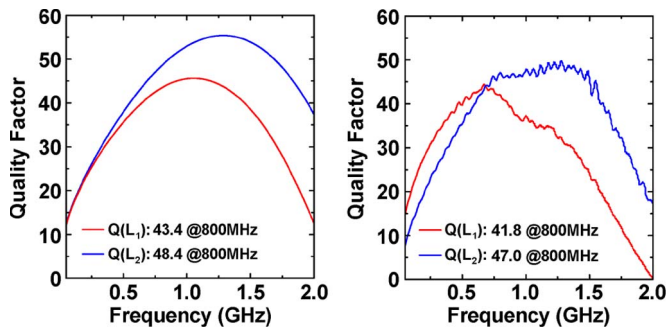 Quality Factor
60
50
40
30
20
10
0
Q(L1): 43.4 @800MHz
Q(L2): 48.4 @800MHz
0.5 1.0 1.5 2.0
Frequency (GHz)
Quality Factor
60
50
40
30
20
10
0
Q(L1): 41.8 @800MHz
Q(L2): 47.0 @800MHz
0.5 1.0 1.5 2.0
Frequency (GHz)